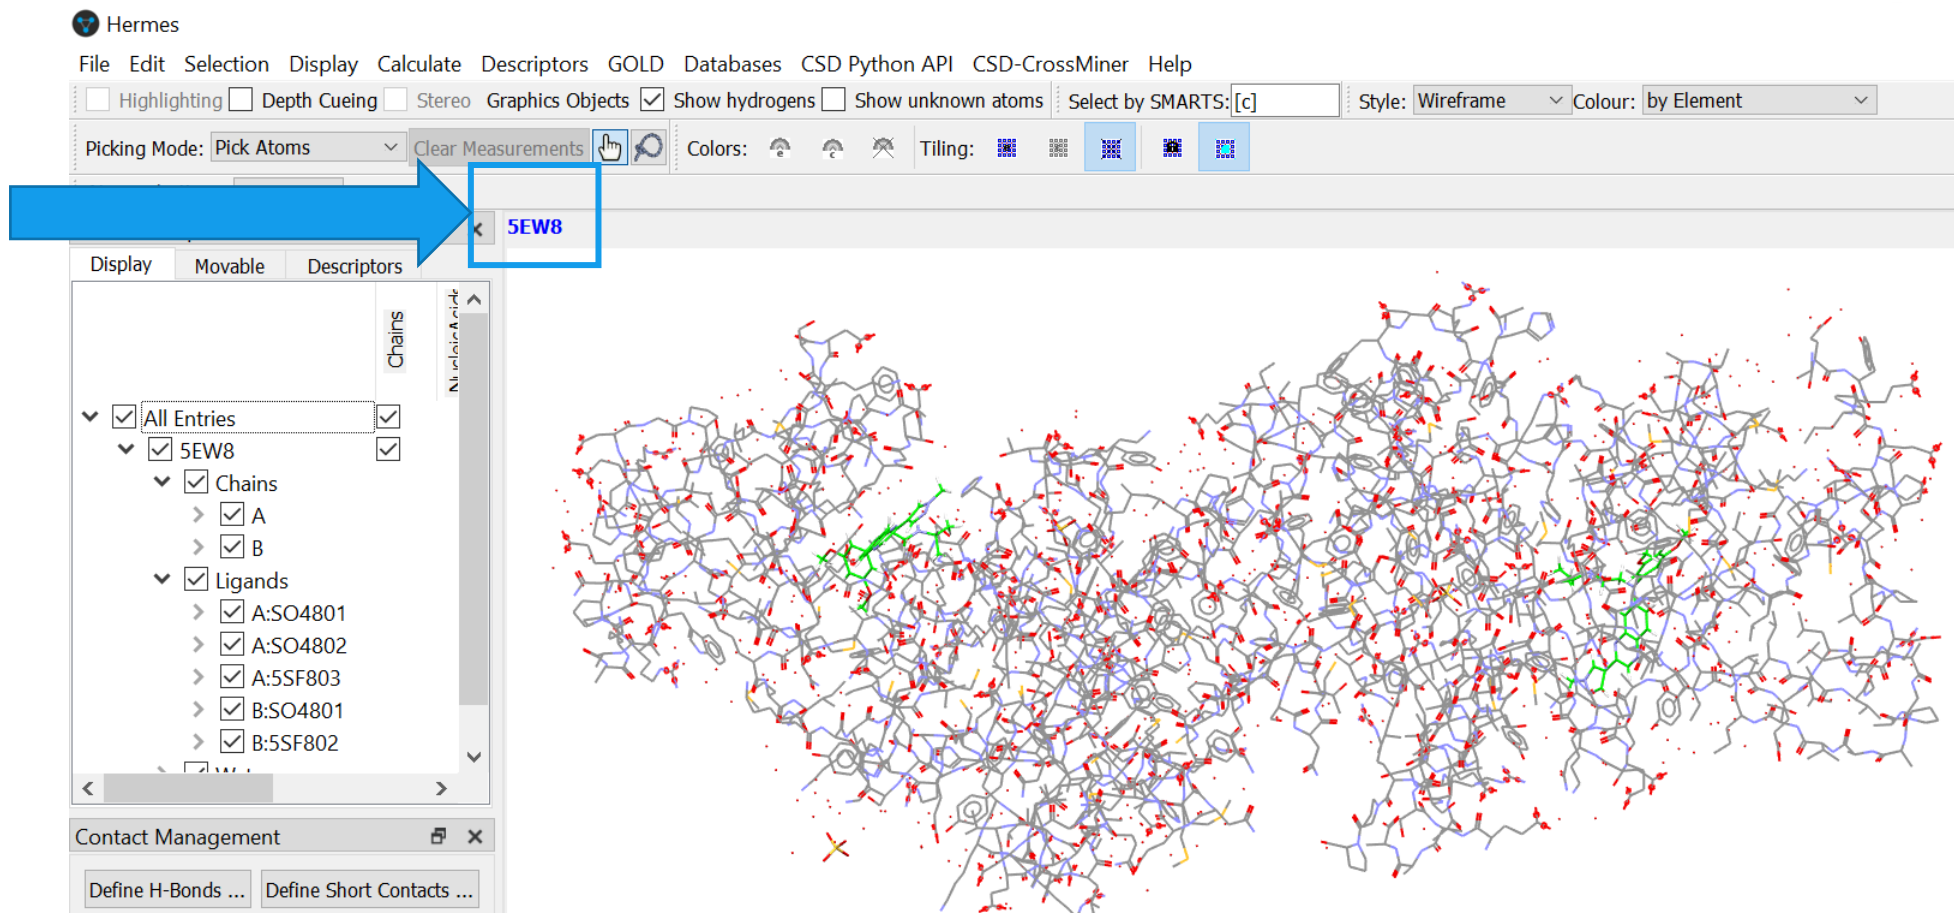 Hermes
File Edit Selection Display Calculate Descriptors GOLD Databases CSD Python API CSD-CrossMiner Help
Highlighting Depth Cueing Stereo Graphics Objects Show hydrogens Show unknown atoms Select by SMARTS: [c] Style: Wireframe Colour: by Element
Picking Mode: Pick Atoms Clear Measurements Colors: e c Tiling:
5EW8
Display Movable Descriptors
Chains
All Entries
5EW8
Chains
A
B
Ligands
A:SO4801
A:SO4802
A:5SF803
B:SO4801
B:5SF802
Contact Management
Define H-Bonds ... Define Short Contacts ...